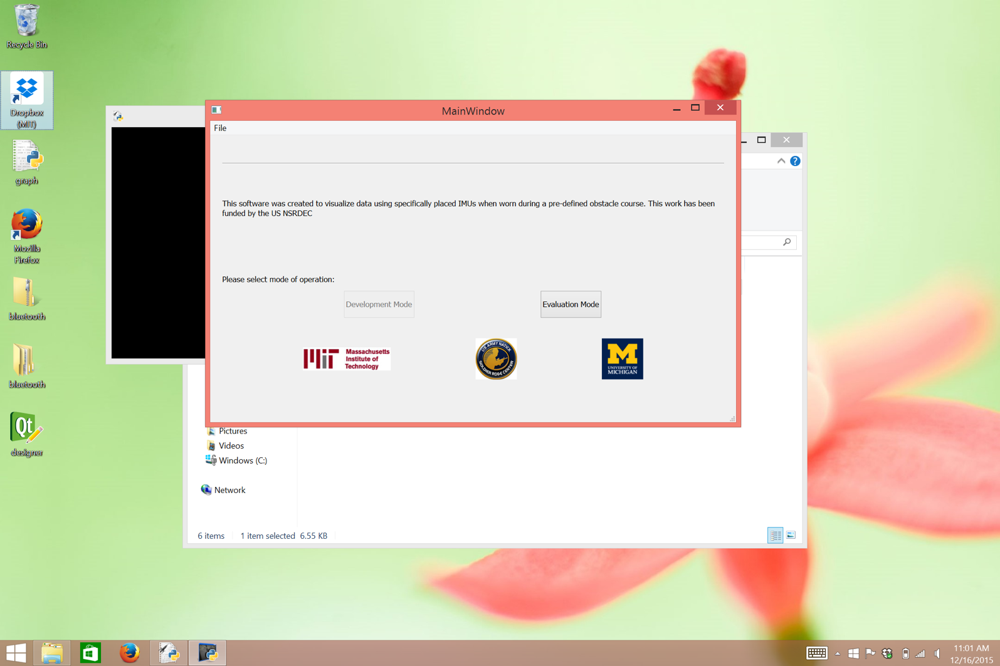 Recycle Bin
Dropbox
(MIT)
graph
Mozilla
Firefox
bluetooth
bluetooth
Qt
designer
MainWindow
File
This software was created to visualize data using specifically placed IMUs when worn during a pre-defined obstacle course. This work has been
funded by the US NSRDEC
Please select mode of operation:
Development Mode
Evaluation Mode
MIT
Massachusetts
Institute of
Technology
US ARMY NATICK
SOLDIER RD&E CENTER
M
UNIVERSITY OF
MICHIGAN
Pictures
Videos
Windows (C:)
Network
6 items
1 item selected 6.55 KB
11:01 AM
12/16/2015